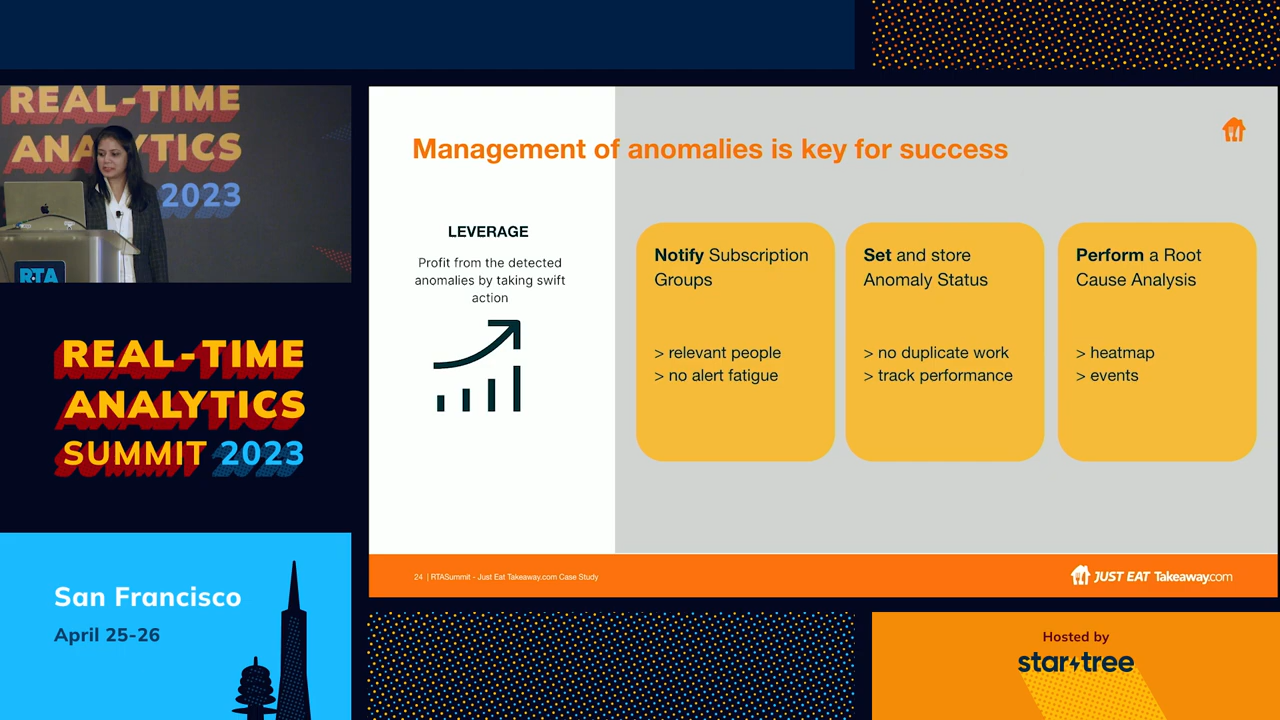 REAL-TIME
ANALYTICS
2023
RTA
REAL-TIME
ANALYTICS
SUMMIT 2023
San Francisco
April 25-26
Management of anomalies is key for success
LEVERAGE
Profit from the detected
anomalies by taking swift
action
Notify Subscription
Groups
> relevant people
> no alert fatigue
Set and store
Anomaly Status
> no duplicate work
> track performance
Perform a Root
Cause Analysis
> heatmap
> events
24 | RTASummit - Just Eat Takeaway.com Case Study
JUST EAT Takeaway.com
Hosted by
startree